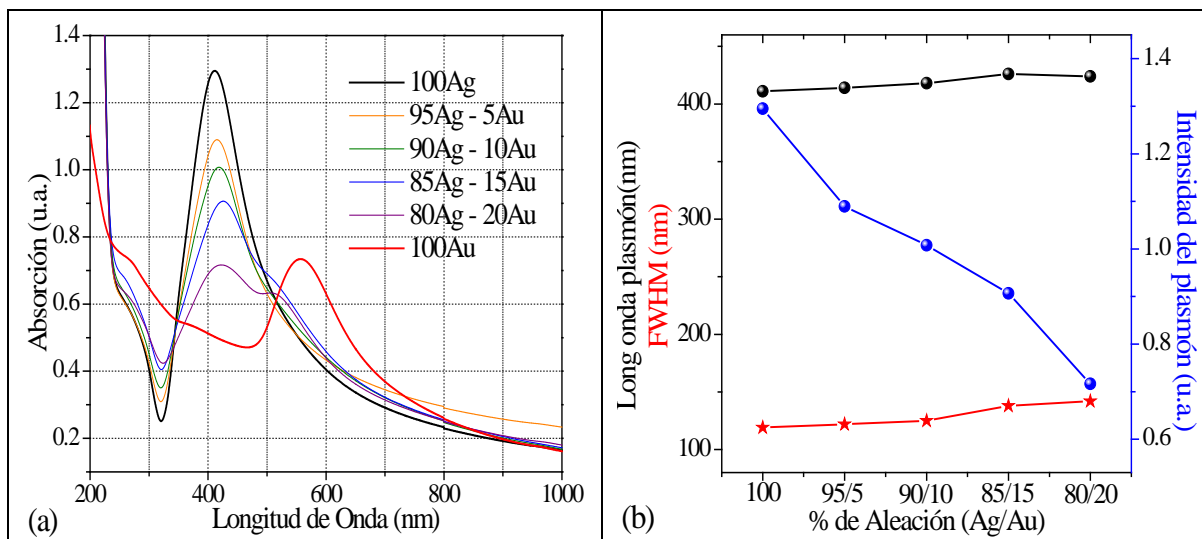 1.4
1.2
1.0
0.8
0.6
0.4
0.2
Absorción (u.a.)
100Ag
95Ag - 5Au
90Ag - 10Au
85Ag - 15Au
80Ag - 20Au
100Au
200
400
600
800
1000
Longitud de Onda (nm)
(a)
400
300
200
100
Long onda plasmón(nm)
FWHM (nm)
1.4
1.2
1.0
0.8
0.6
Intensidad del plasmón (u.a.)
100
95/5
90/10
85/15
80/20
% de Aleación (Ag/Au)
(b)